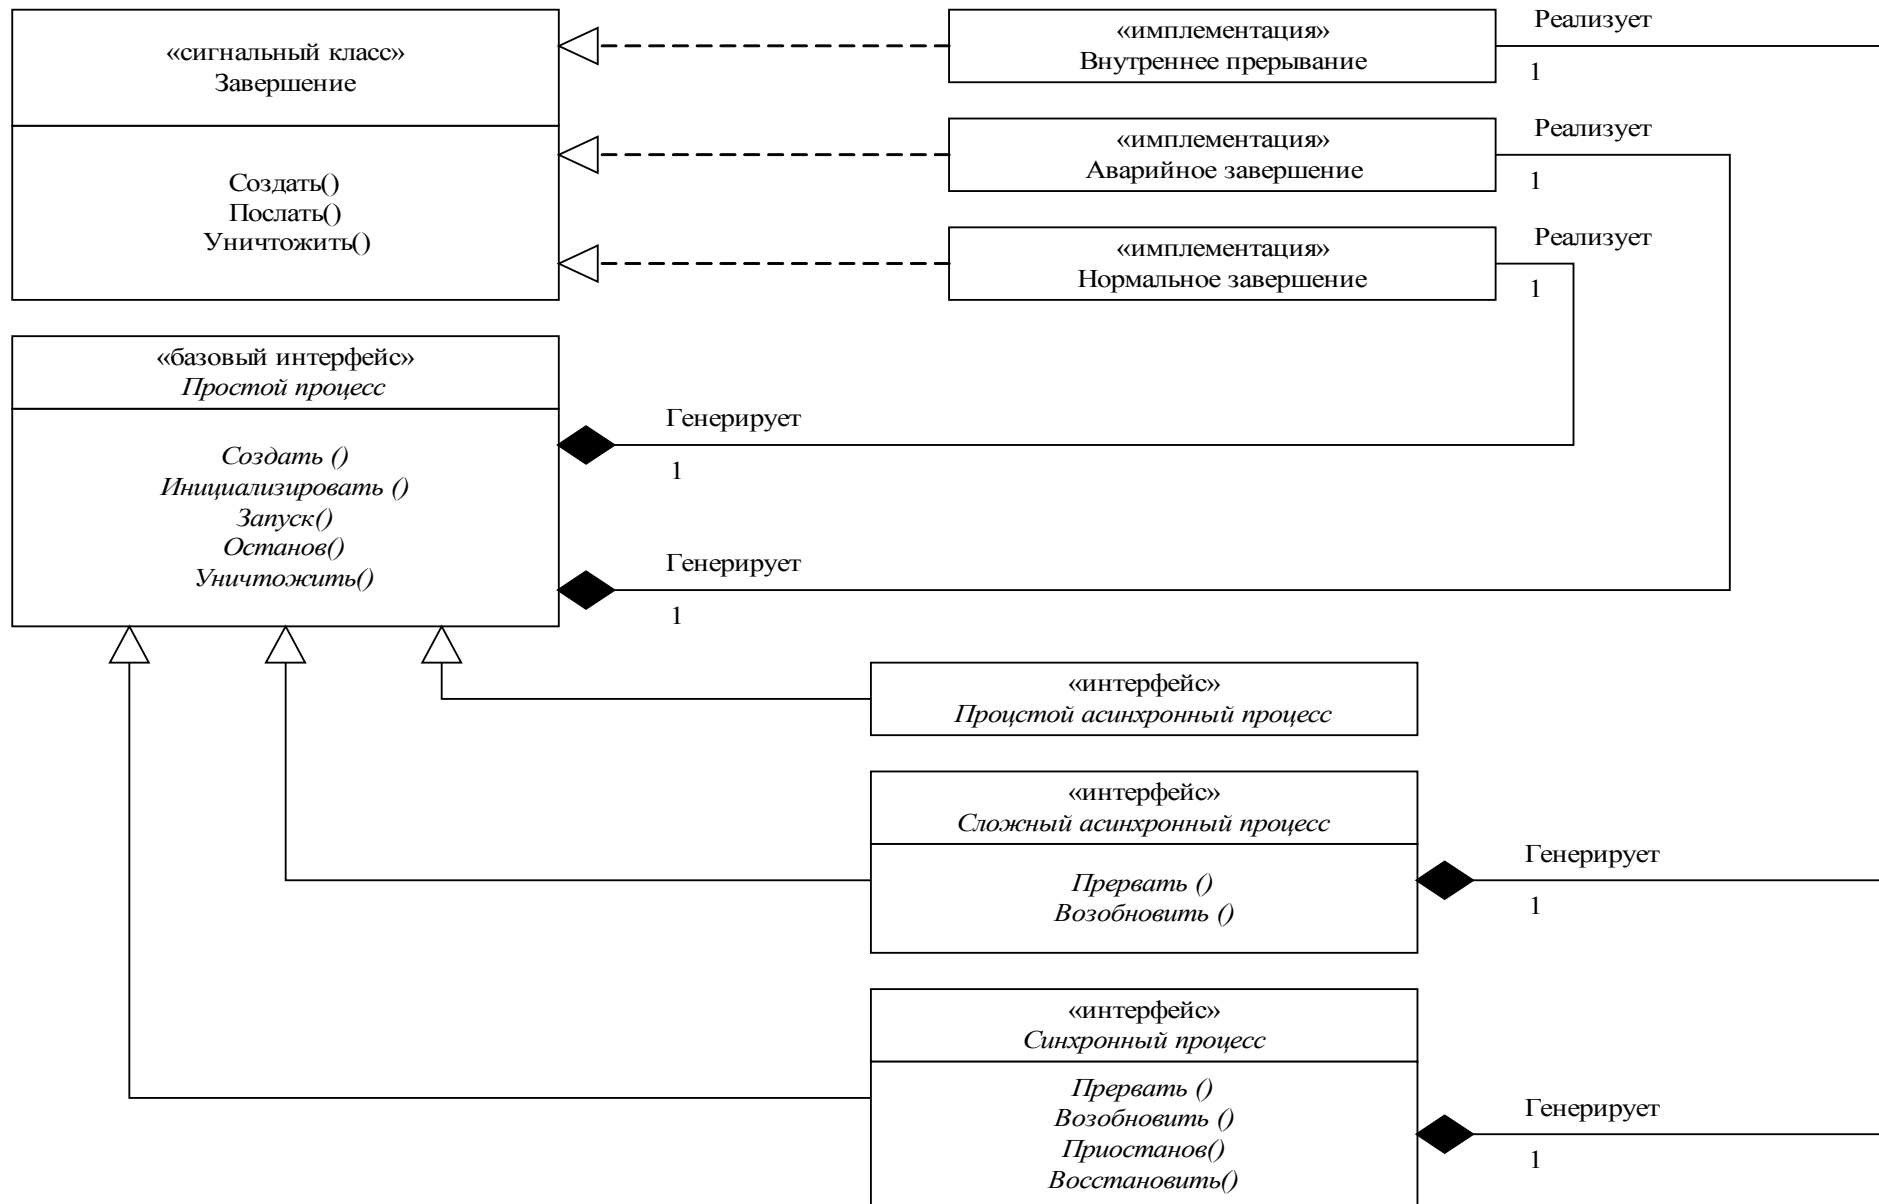 «сигнальный класс»
Завершение
Создать()
Послать()
Уничтожить()
«имплементация»
Внутреннее прерывание
Реализует
1
«имплементация»
Аварийное завершение
Реализует
1
«имплементация»
Нормальное завершение
Реализует
1
«базовый интерфейс»
Простой процесс
Создать ()
Инициализировать ()
Запуск()
Останов()
Уничтожить()
Генерирует
1
Генерирует
1
«интерфейс»
Процстой асинхронный процесс
«интерфейс»
Сложный асинхронный процесс
Прервать ()
Возобновить ()
Генерирует
1
«интерфейс»
Синхронный процесс
Прервать ()
Возобновить ()
Приостанов()
Восстановить()
Генерирует
1